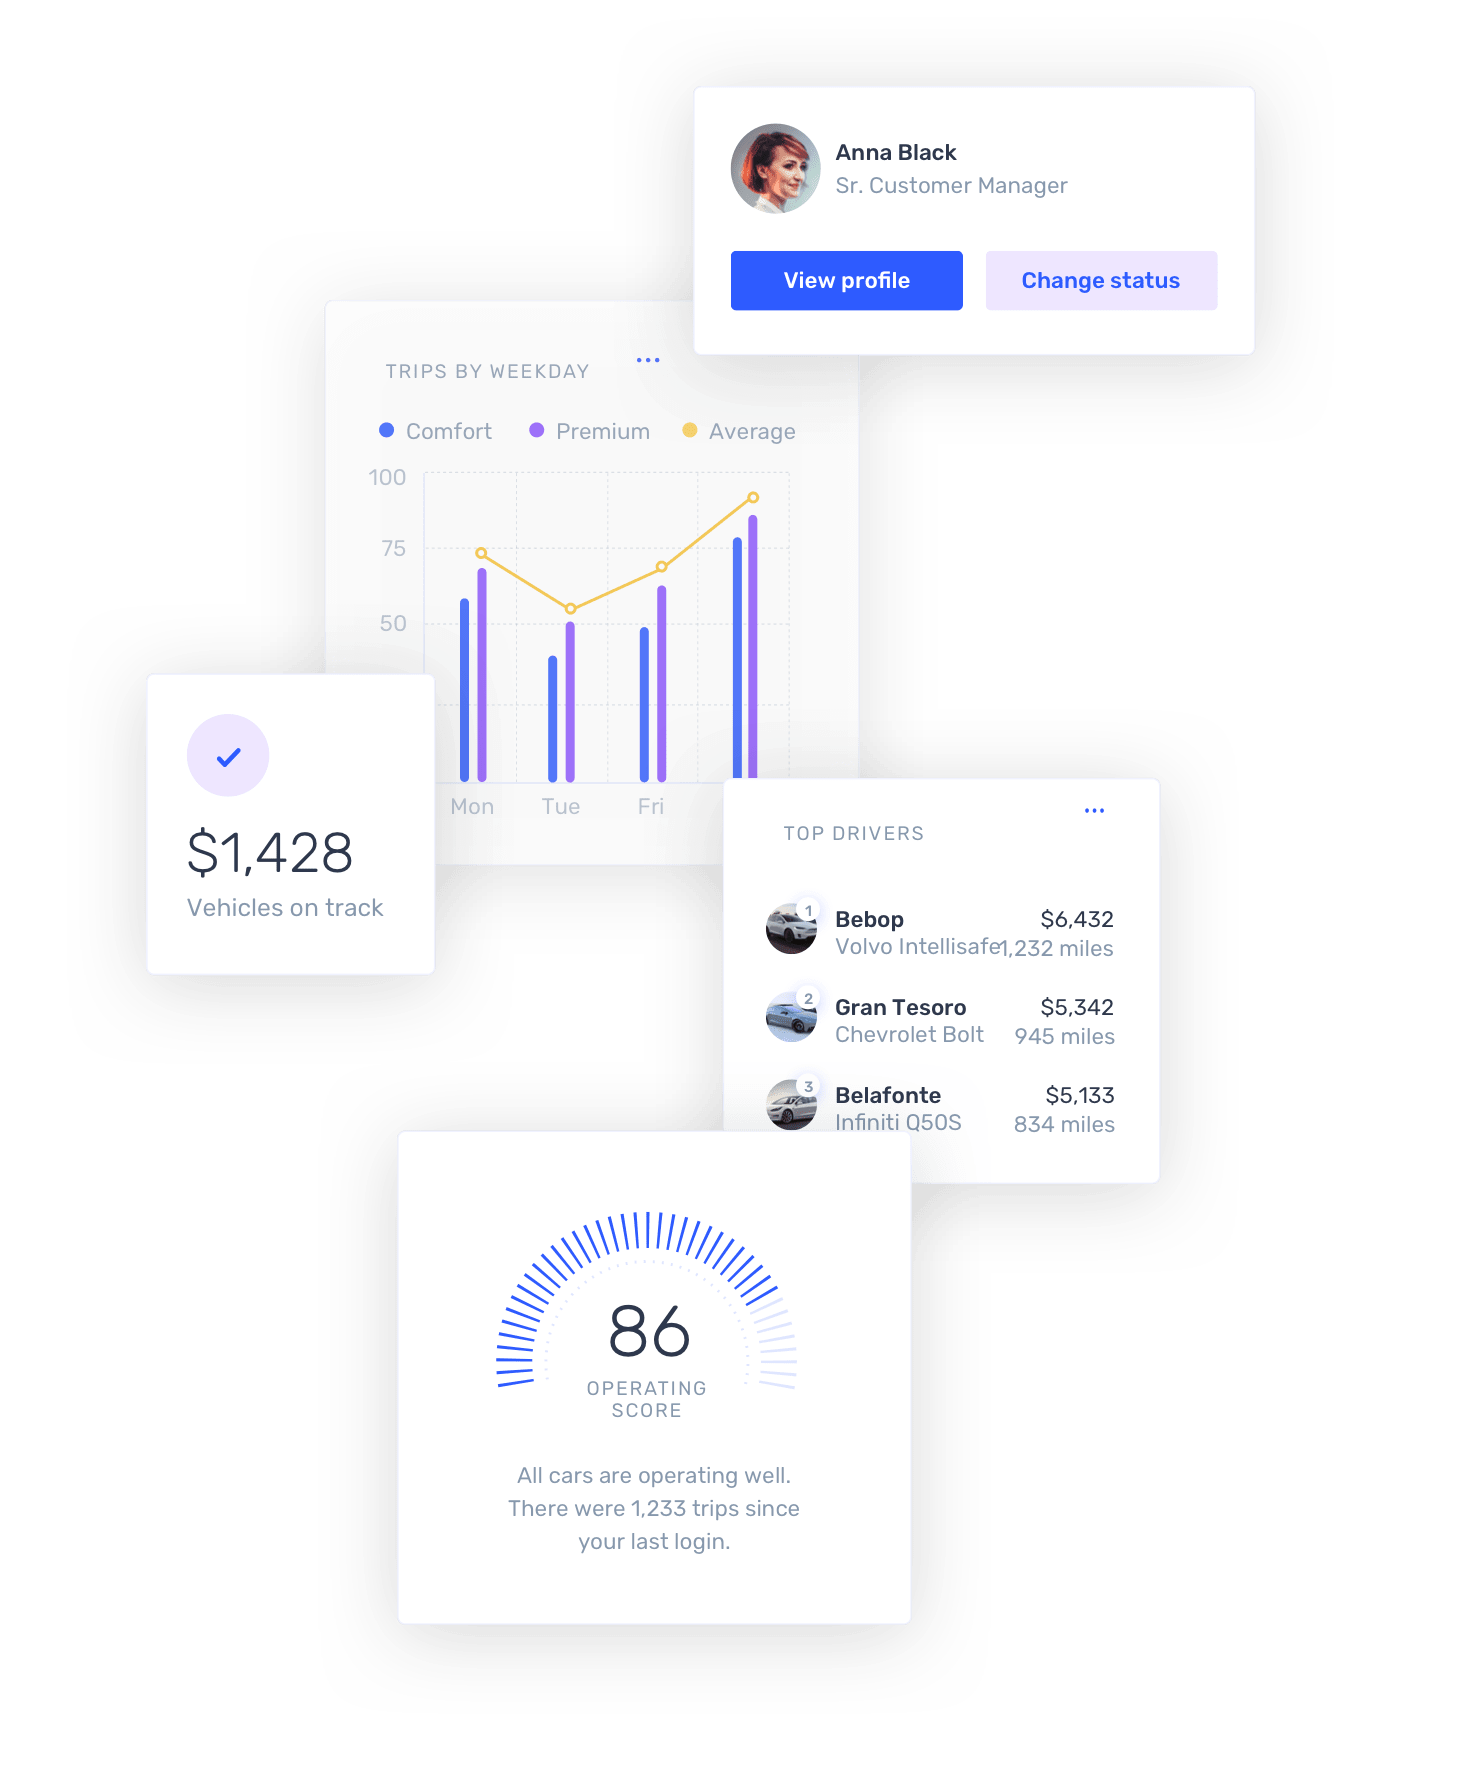 Anna Black
Sr. Customer Manager
View profile
Change status
TRIPS BY WEEKDAY
Comfort
Premium
Average
100
75
50
Mon
Tue
Fri
$1,428
Vehicles on track
TOP DRIVERS
1
Bebop
$6,432
Volvo Intellisafe
1,232 miles
2
Gran Tesoro
$5,342
Chevrolet Bolt
945 miles
3
Belafonte
$5,133
Infiniti Q50S
834 miles
86
OPERATING
SCORE
All cars are operating well.
There were 1,233 trips since
your last login.